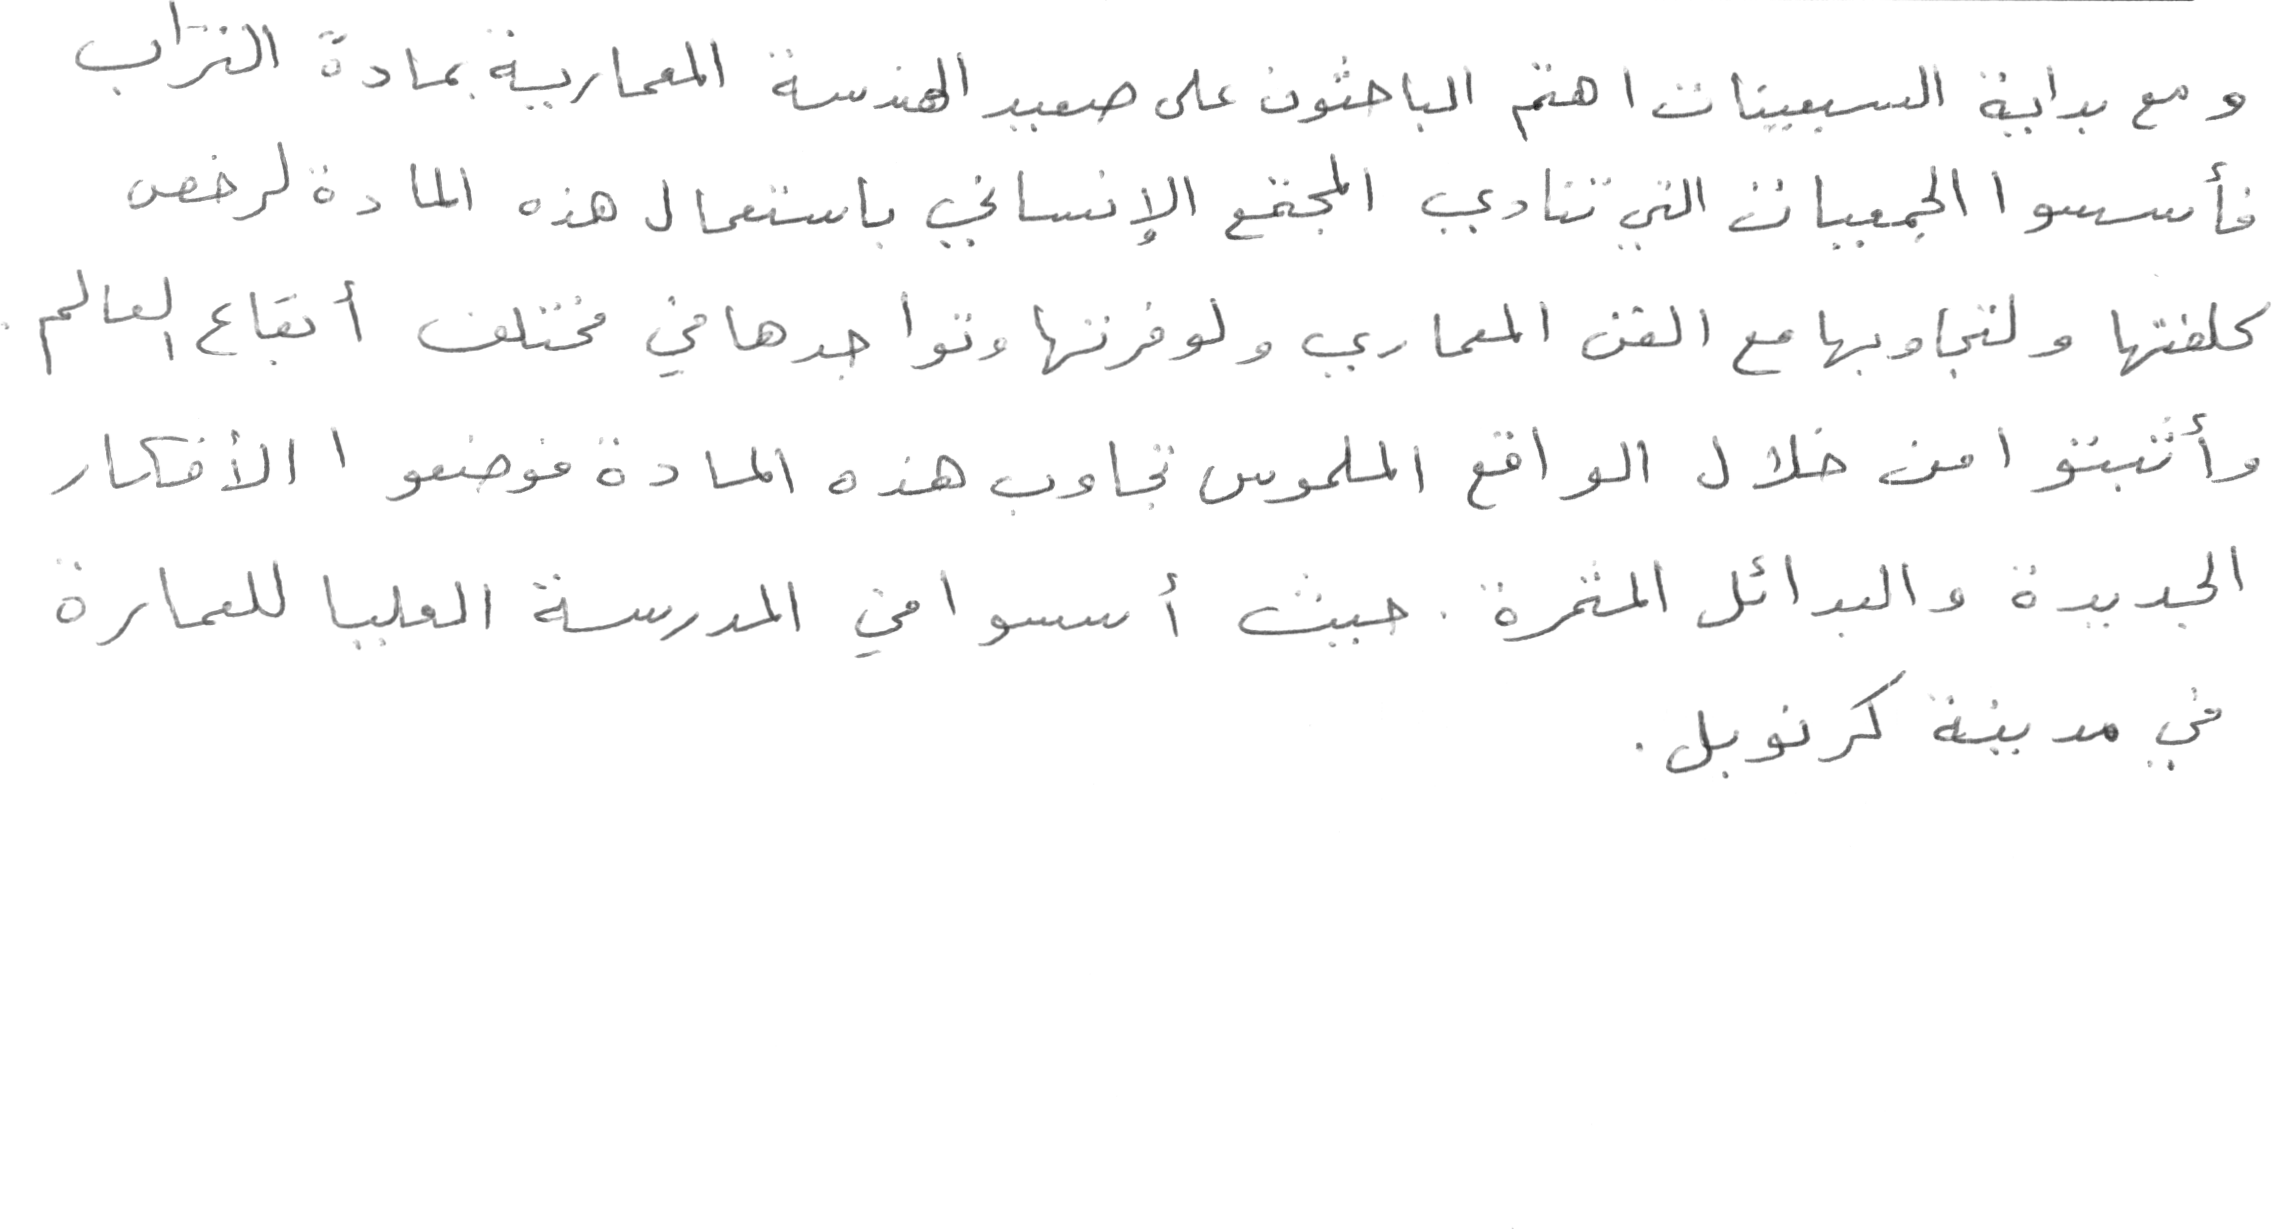 ومع بداية السبعينات اهتم الباحثون على صعيد الهندسة المعمارية بمادة التراب
فأسسوا الجمعيات التي تنادي المجتمع الإنساني باستعمال هذه المادة لرخص
كلفتها ولتجاوبها مع الفن المعماري ولوفرتها وتواجدها في مختلف أبقاع العالم.
وأثبتوا من خلال الواقع الملموس تجاوب هذه المادة فوضعوا الأفكار
الجديدة والبدائل المثمرة. حيث أسسوا في المدرسة العليا للعمارة
في مدينة كرنوبل.